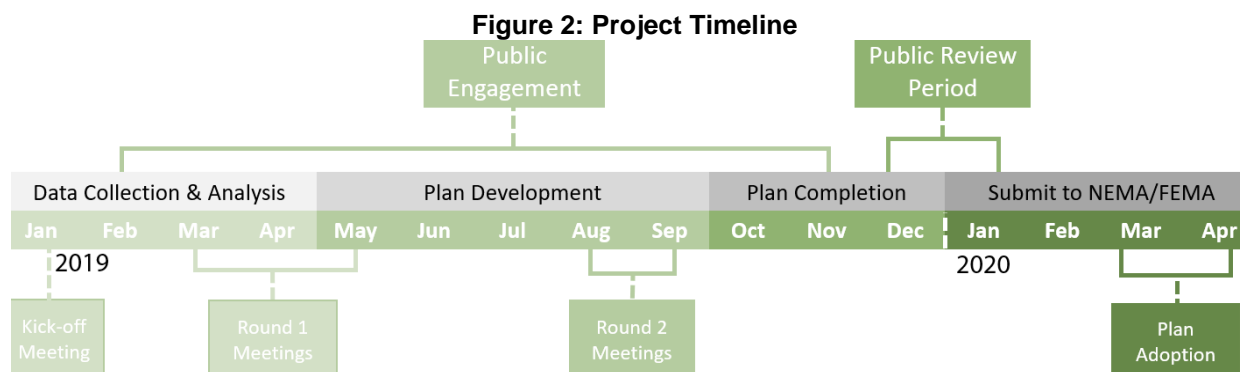 Figure 2: Project Timeline
Public
Engagement
Public Review
Period
Data Collection & Analysis
Plan Development
Plan Completion
Submit to NEMA/FEMA
Jan Feb Mar Apr May Jun Jul Aug Sep Oct Nov Dec Jan Feb Mar Apr
2019
2020
Kick-off
Meeting
Round 1
Meetings
Round 2
Meetings
Plan
Adoption